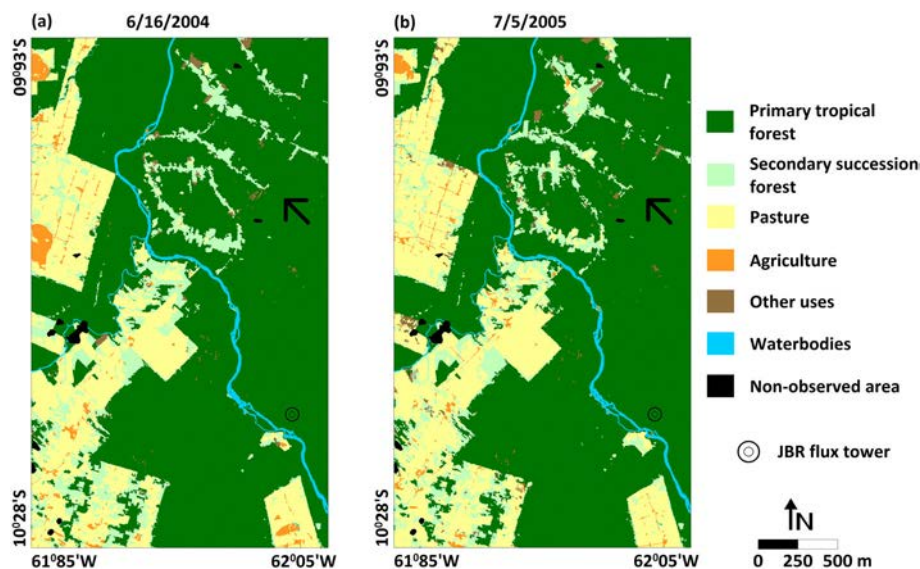 (a) 6/16/2004
(b) 7/5/2005
09⁰93'S
10⁰28'S
61⁰85'W
62⁰05'W
09⁰93'S
10⁰28'S
61⁰85'W
62⁰05'W
Primary tropical
forest
Secondary succession
forest
Pasture
Agriculture
Other uses
Waterbodies
Non-observed area
JBR flux tower
N
0 250 500 m